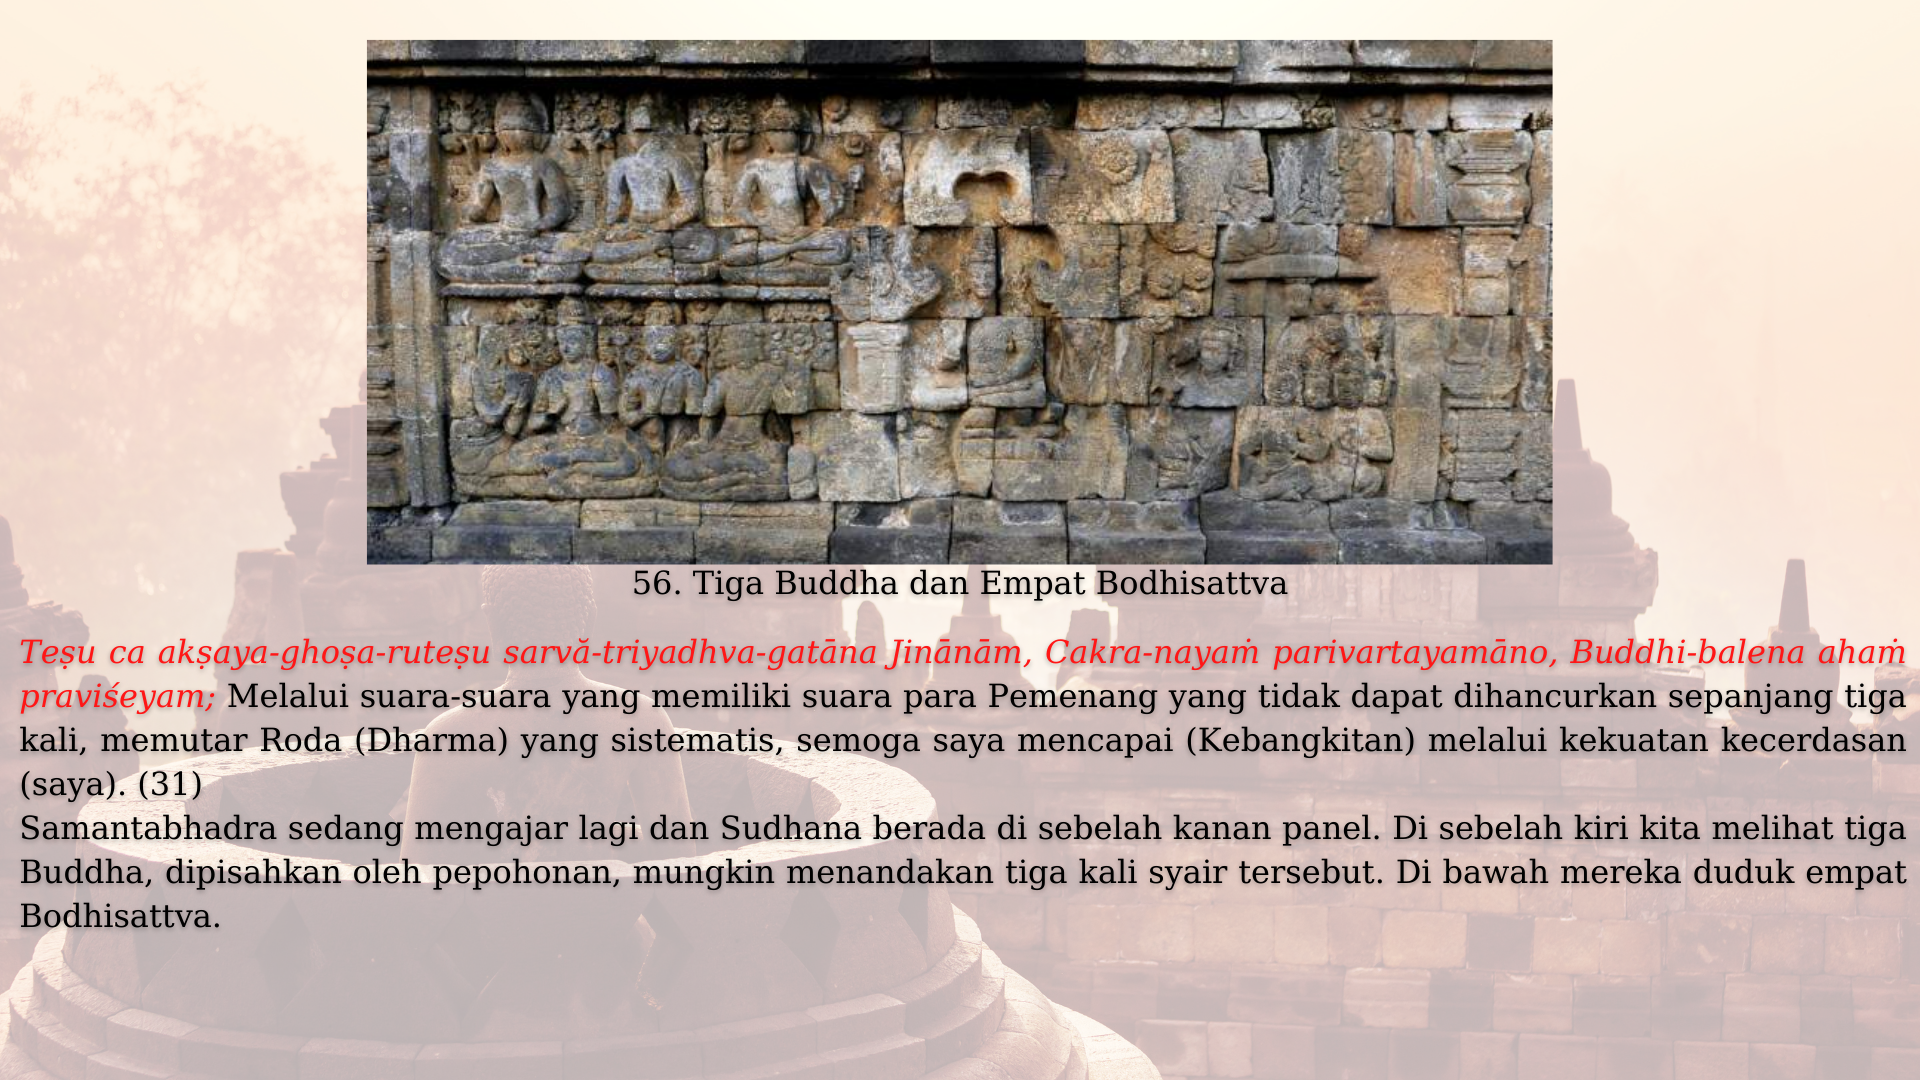 56. Tiga Buddha dan Empat Bodhisattva
Teṣu ca akṣaya-ghoṣa-ruteṣu sarvă-triyadhva-gatāna Jinānām, Cakra-nayaṁ parivartayamāno, Buddhi-balena ahaṁ
praviśeyam; Melalui suara-suara yang memiliki suara para Pemenang yang tidak dapat dihancurkan sepanjang tiga
kali, memutar Roda (Dharma) yang sistematis, semoga saya mencapai (Kebangkitan) melalui kekuatan kecerdasan
(saya). (31)
Samantabhadra sedang mengajar lagi dan Sudhana berada di sebelah kanan panel. Di sebelah kiri kita melihat tiga
Buddha, dipisahkan oleh pepohonan, mungkin menandakan tiga kali syair tersebut. Di bawah mereka duduk empat
Bodhisattva.